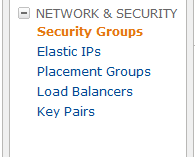 NETWORK & SECURITY
Security Groups
Elastic IPs
Placement Groups
Load Balancers
Key Pairs